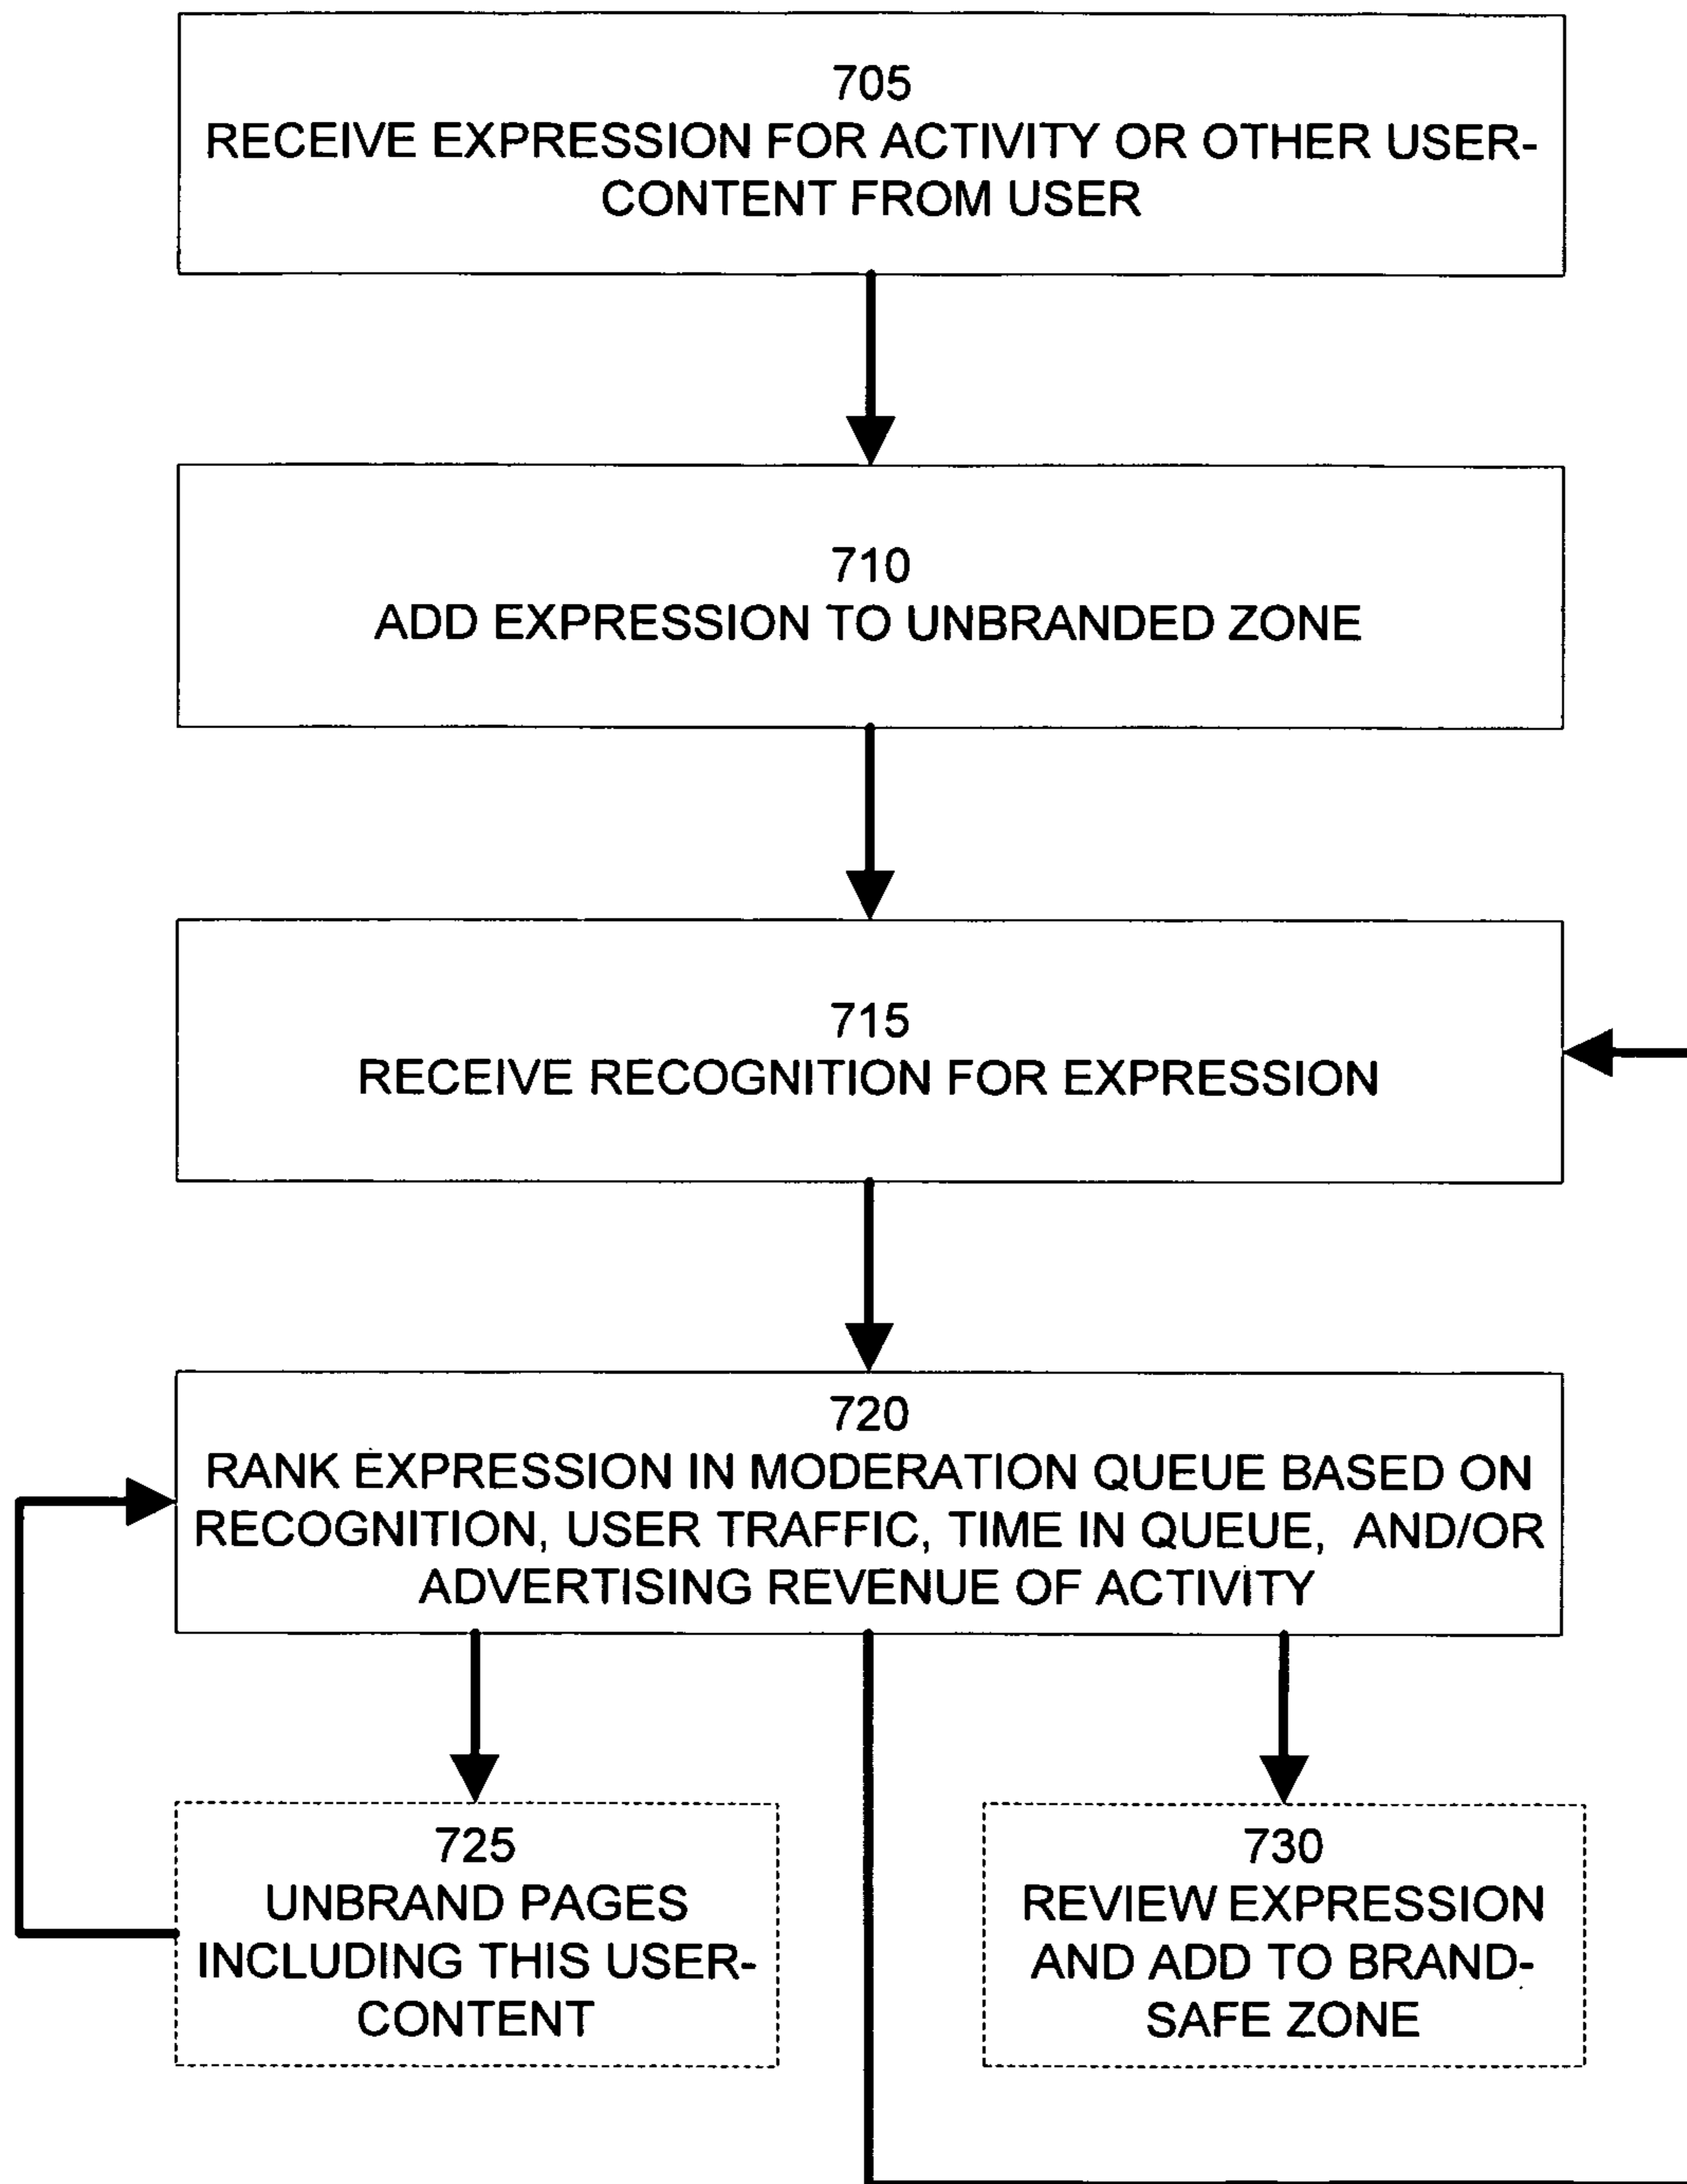 705
RECEIVE EXPRESSION FOR ACTIVITY OR OTHER USER-
CONTENT FROM USER
710
ADD EXPRESSION TO UNBRANDED ZONE
715
RECEIVE RECOGNITION FOR EXPRESSION
720
RANK EXPRESSION IN MODERATION QUEUE BASED ON
RECOGNITION, USER TRAFFIC, TIME IN QUEUE, AND/OR
ADVERTISING REVENUE OF ACTIVITY
725
UNBRAND PAGES
INCLUDING THIS USER-
CONTENT
730
REVIEW EXPRESSION
AND ADD TO BRAND-
SAFE ZONE